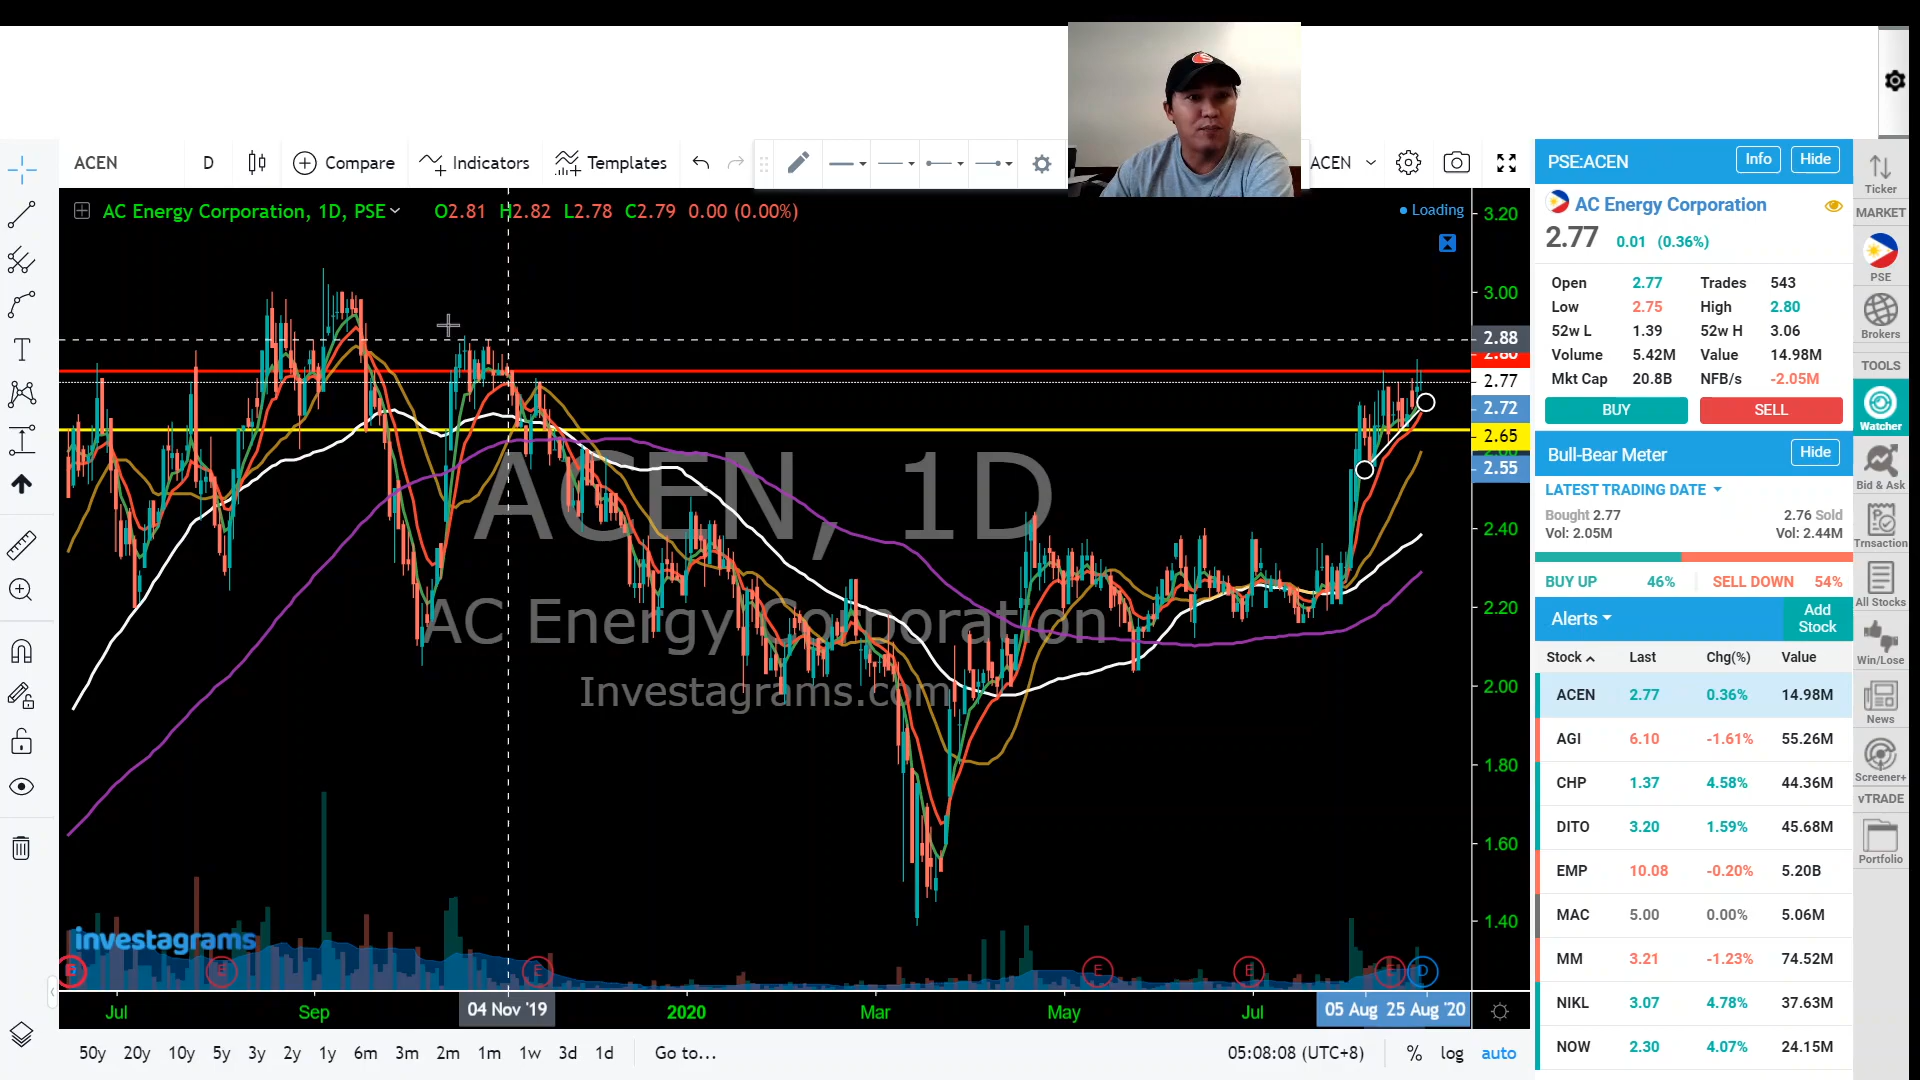 ACEN D Compare Indicators Templates ACEN
AC Energy Corporation, 1D, PSE O2.81 H2.82 L2.78 C2.79 0.00 (0.00%)
Loading
3.20
3.00
2.88
2.80
2.77
2.72
2.65
2.55
2.40
2.20
2.00
1.80
1.60
1.40
ACEN, 1D
AC Energy Corporation
Investagrams.com
investagrams
E E E E E D
Jul Sep 04 Nov '19 2020 Mar May Jul 05 Aug 25 Aug '20
50y 20y 10y 5y 3y 2y 1y 6m 3m 2m 1m 1w 3d 1d Go to... 05:08:08 (UTC+8) % log auto
PSE:ACEN Info Hide
AC Energy Corporation
2.77 0.01 (0.36%)
Open 2.77 Trades 543
Low 2.75 High 2.80
52w L 1.39 52w H 3.06
Volume 5.42M Value 14.98M
Mkt Cap 20.8B NFB/s -2.05M
BUY SELL
Bull-Bear Meter Hide
LATEST TRADING DATE
Bought 2.77 2.76 Sold
Vol: 2.05M Vol: 2.44M
BUY UP 46% SELL DOWN 54%
Alerts Add Stock
Stock Last Chg(%) Value
ACEN 2.77 0.36% 14.98M
AGI 6.10 -1.61% 55.26M
CHP 1.37 4.58% 44.36M
DITO 3.20 1.59% 45.68M
EMP 10.08 -0.20% 5.20B
MAC 5.00 0.00% 5.06M
MM 3.21 -1.23% 74.52M
NIKL 3.07 4.78% 37.63M
NOW 2.30 4.07% 24.15M
Ticker
MARKET
PSE
Brokers
TOOLS
Watcher
Bid & Ask
Trnsaction
All Stocks
Win/Lose
News
Screener+
vTRADE
Portfolio